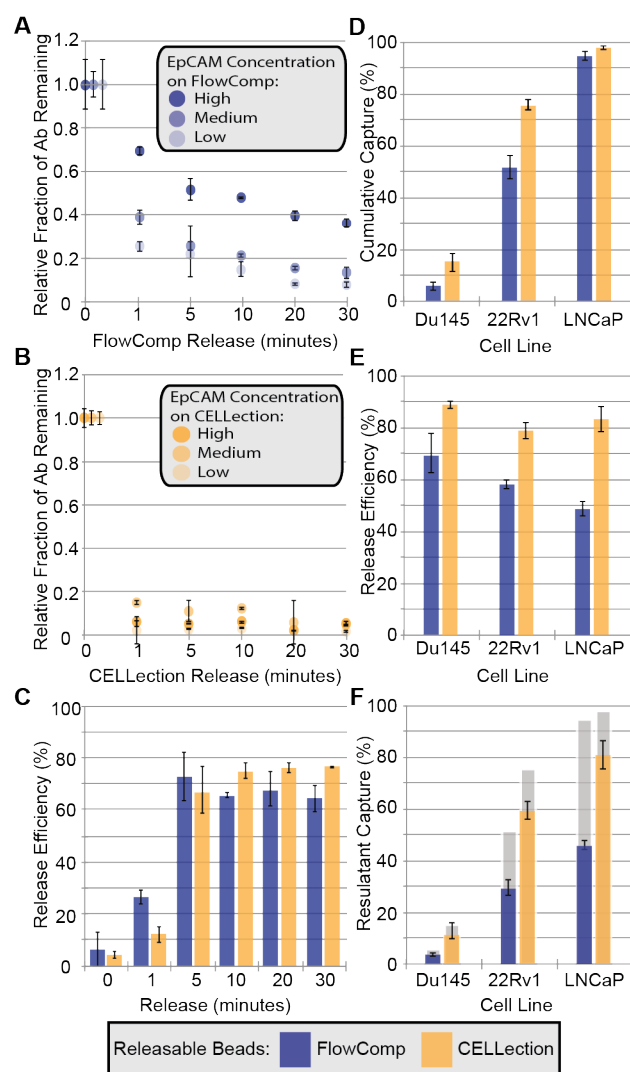 A
1.2
1.0
0.8
0.6
0.4
0.2
0
Relative Fraction of Ab Remaining
EpCAM Concentration
on FlowComp:
High
Medium
Low
0 1 5 10 20 30
FlowComp Release (minutes)
B
1.2
1.0
0.8
0.6
0.4
0.2
0
Relative Fraction of Ab Remaining
EpCAM Concentration
on CELLection:
High
Medium
Low
0 1 5 10 20 30
CELLection Release (minutes)
C
100
80
60
40
20
0
Release Efficiency (%)
0 1 5 10 20 30
Release (minutes)
D
100
80
60
40
20
0
Cumulative Capture (%)
Du145 22Rv1 LNCaP
Cell Line
E
100
80
60
40
20
0
Release Efficiency (%)
Du145 22Rv1 LNCaP
Cell Line
F
100
80
60
40
20
0
Resulatant Capture (%)
Du145 22Rv1 LNCaP
Cell Line
Releasable Beads: FlowComp CELLection